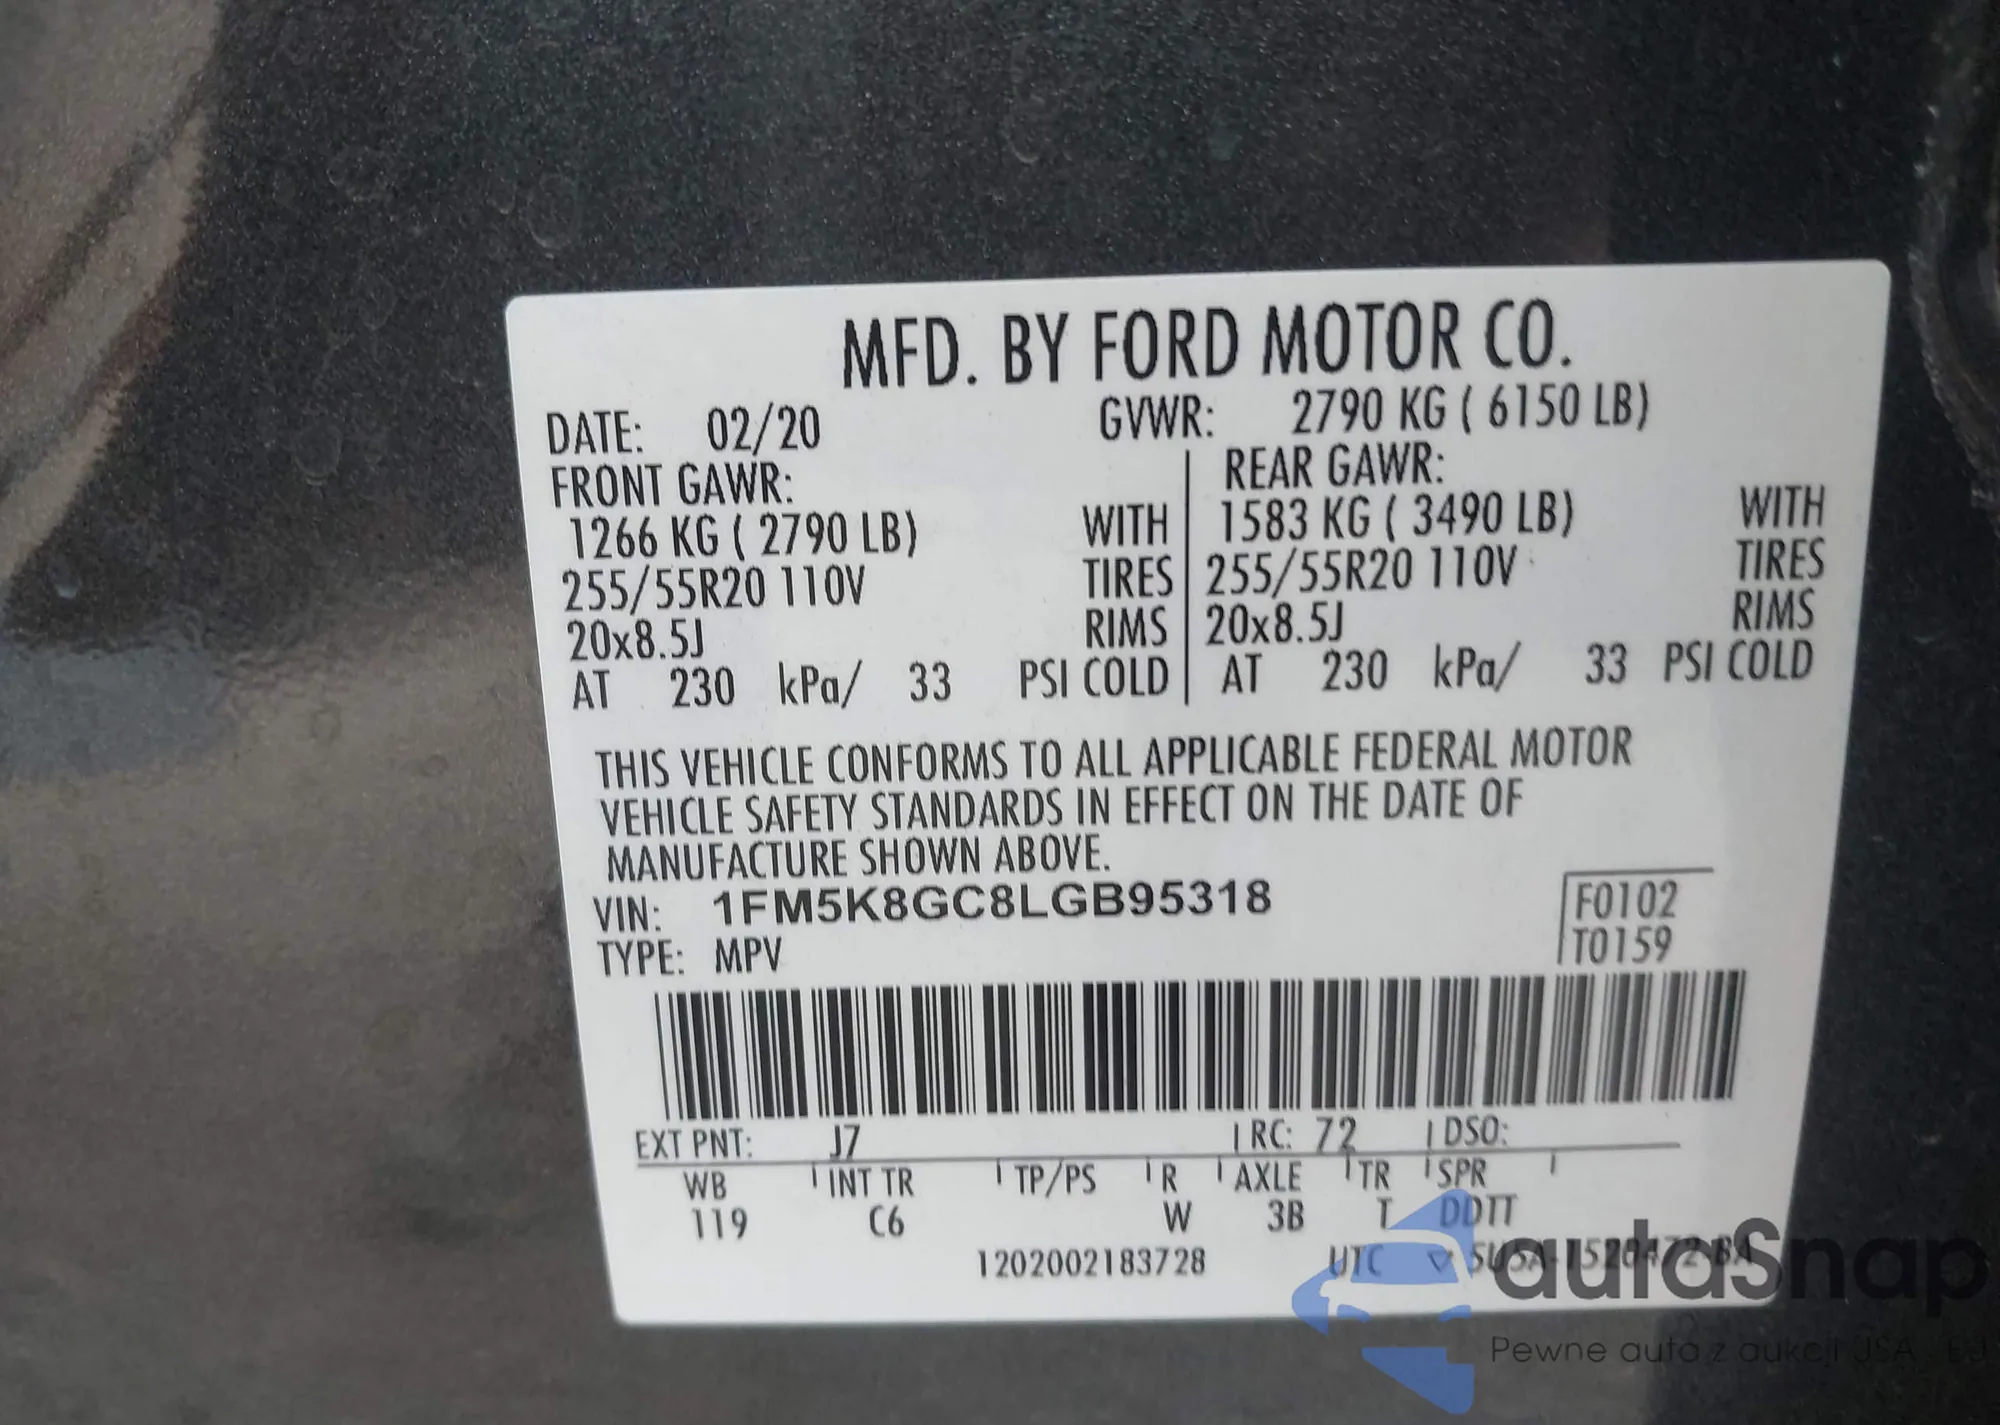 MFD. BY FORD MOTOR CO.
DATE: 02/20 GVWR: 2790 KG ( 6150 LB)
FRONT GAWR: REAR GAWR:
1266 KG ( 2790 LB) WITH 1583 KG ( 3490 LB) WITH
255/55R20 110V TIRES 255/55R20 110V TIRES
20x8.5J RIMS 20x8.5J RIMS
AT 230 kPa/ 33 PSI COLD AT 230 kPa/ 33 PSI COLD
THIS VEHICLE CONFORMS TO ALL APPLICABLE FEDERAL MOTOR
VEHICLE SAFETY STANDARDS IN EFFECT ON THE DATE OF
MANUFACTURE SHOWN ABOVE.
VIN: 1FM5K8GC8LGB95318 F0102
TYPE: MPV T0159
EXT PNT: J7 RC: 72 DSO:
WB INT TR TP/PS R AXLE TR SPR
119 C6 W 3B T DDTT
1202002183728 UTC 5U5A-1520472-BA
autaSnap
Pewne auta z aukcji USA